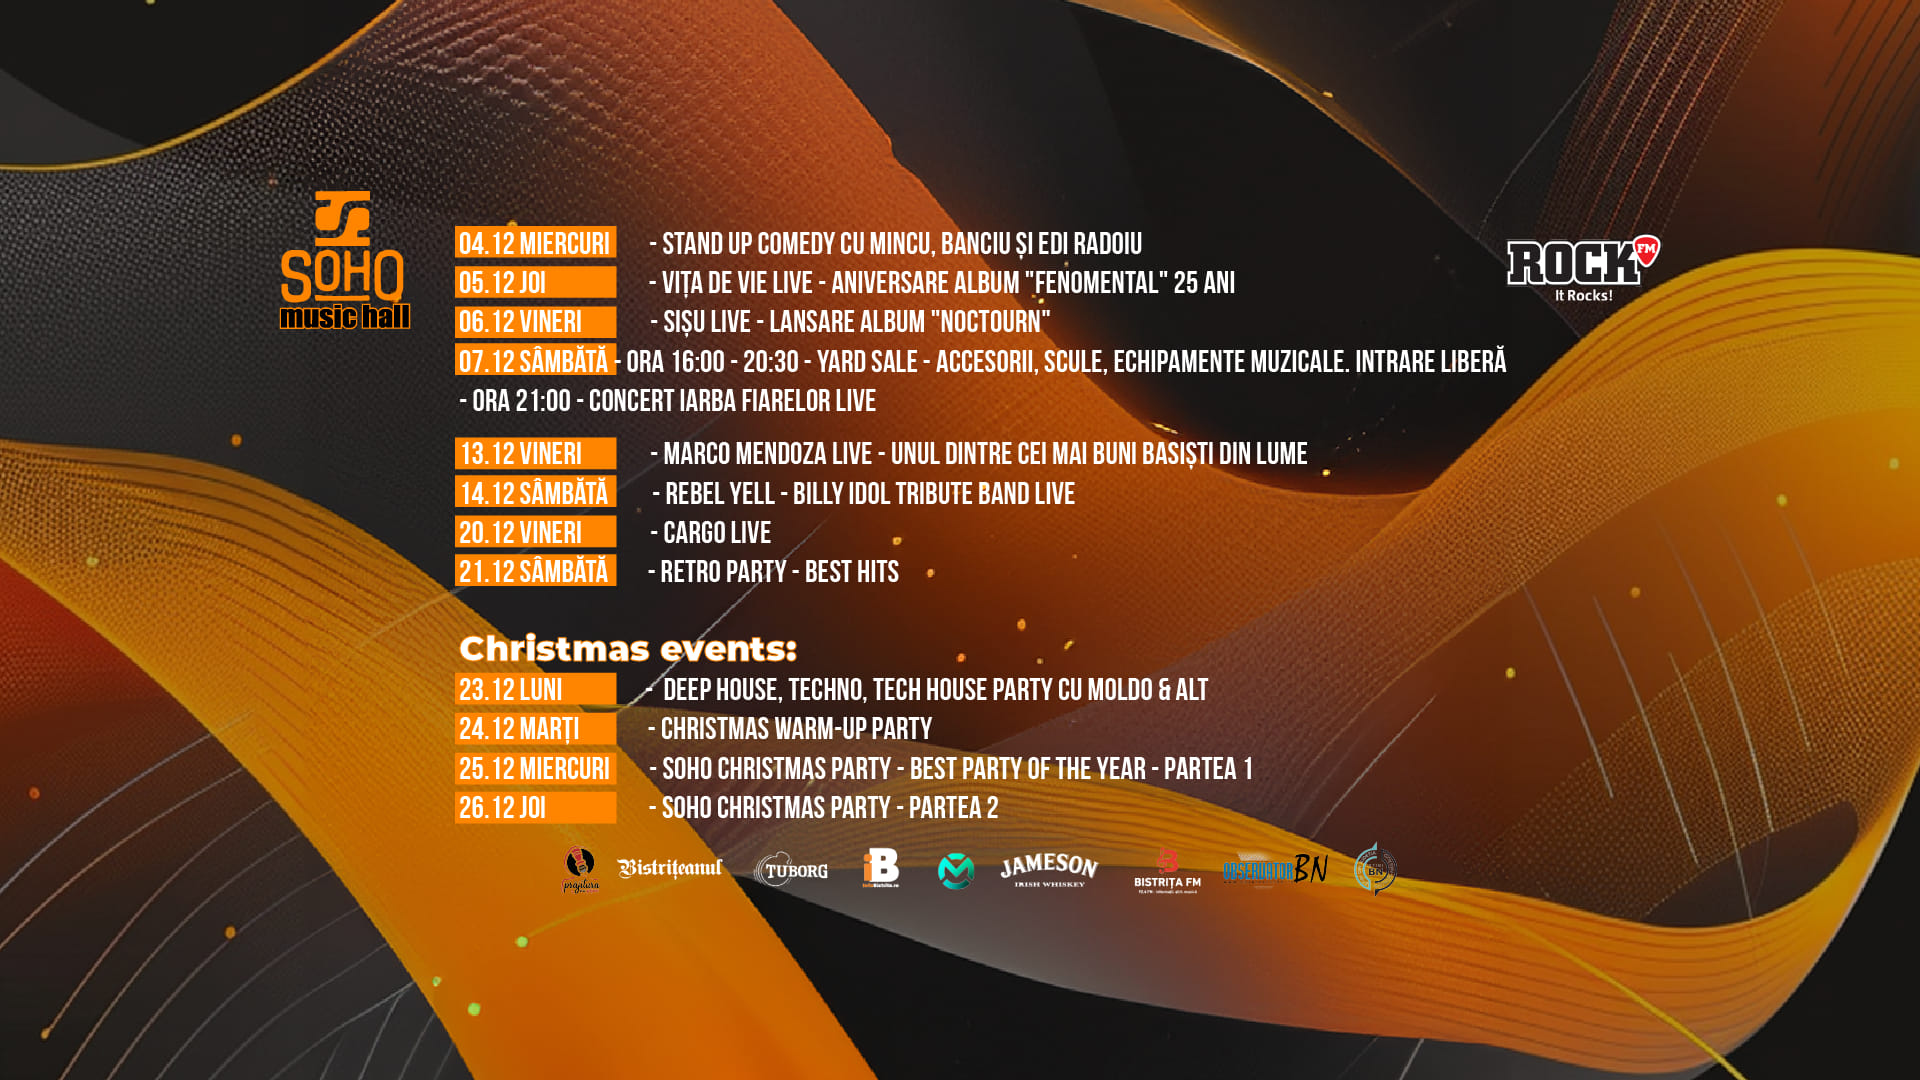 SOHO
music hall
ROCK FM
It Rocks!
04.12 MIERCURI - STAND UP COMEDY CU MINCU, BANCIU ȘI EDI RADOIU
05.12 JOI - VIȚA DE VIE LIVE - ANIVERSARE ALBUM "FENOMENTAL" 25 ANI
06.12 VINERI - SIȘU LIVE - LANSARE ALBUM "NOCTOURN"
07.12 SÂMBĂTĂ - ORA 16:00 - 20:30 - YARD SALE - ACCESORII, SCULE, ECHIPAMENTE MUZICALE. INTRARE LIBERĂ
- ORA 21:00 - CONCERT IARBA FIARELOR LIVE
13.12 VINERI - MARCO MENDOZA LIVE - UNUL DINTRE CEI MAI BUNI BASIȘTI DIN LUME
14.12 SÂMBĂTĂ - REBEL YELL - BILLY IDOL TRIBUTE BAND LIVE
20.12 VINERI - CARGO LIVE
21.12 SÂMBĂTĂ - RETRO PARTY - BEST HITS
Christmas events:
23.12 LUNI - DEEP HOUSE, TECHNO, TECH HOUSE PARTY CU MOLDO & ALT
24.12 MARȚI - CHRISTMAS WARM-UP PARTY
25.12 MIERCURI - SOHO CHRISTMAS PARTY - BEST PARTY OF THE YEAR - PARTEA 1
26.12 JOI - SOHO CHRISTMAS PARTY - PARTEA 2
Bistrițeanul
TUBORG
iB
JAMESON
IRISH WHISKEY
BISTRIȚA FM
OBSERVATOR BN
BN